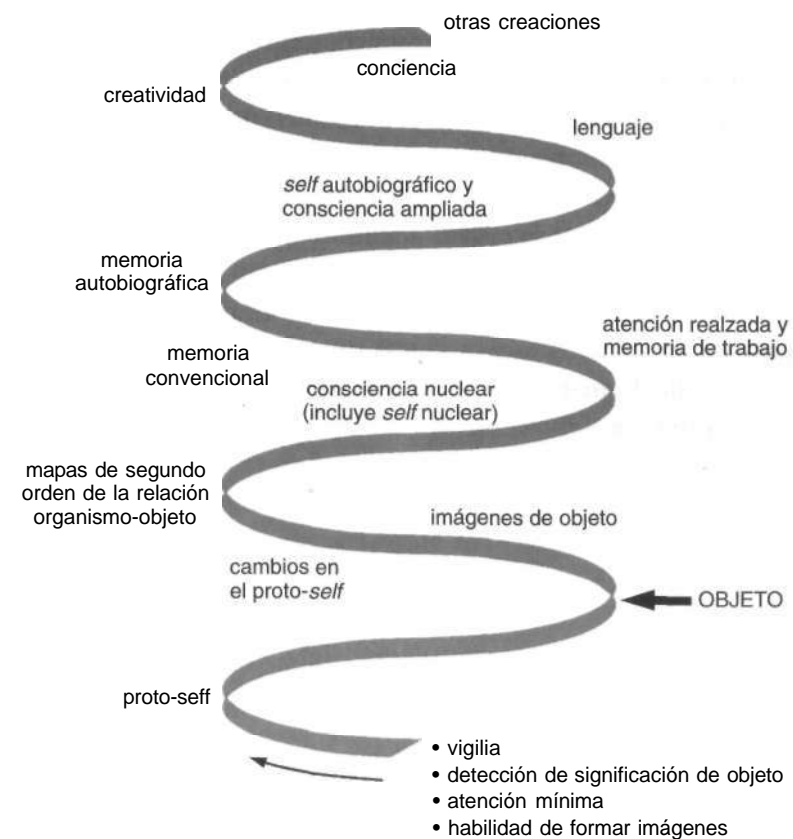 otras creaciones
conciencia
creatividad
lenguaje
self autobiográfico y
consciencia ampliada
memoria
autobiográfica
atención realzada y
memoria de trabajo
memoria
convencional
consciencia nuclear
(incluye self nuclear)
mapas de segundo
orden de la relación
organismo-objeto
imágenes de objeto
cambios en
el proto-self
OBJETO
proto-seff
• vigilia
• detección de significación de objeto
• atención mínima
• habilidad de formar imágenes